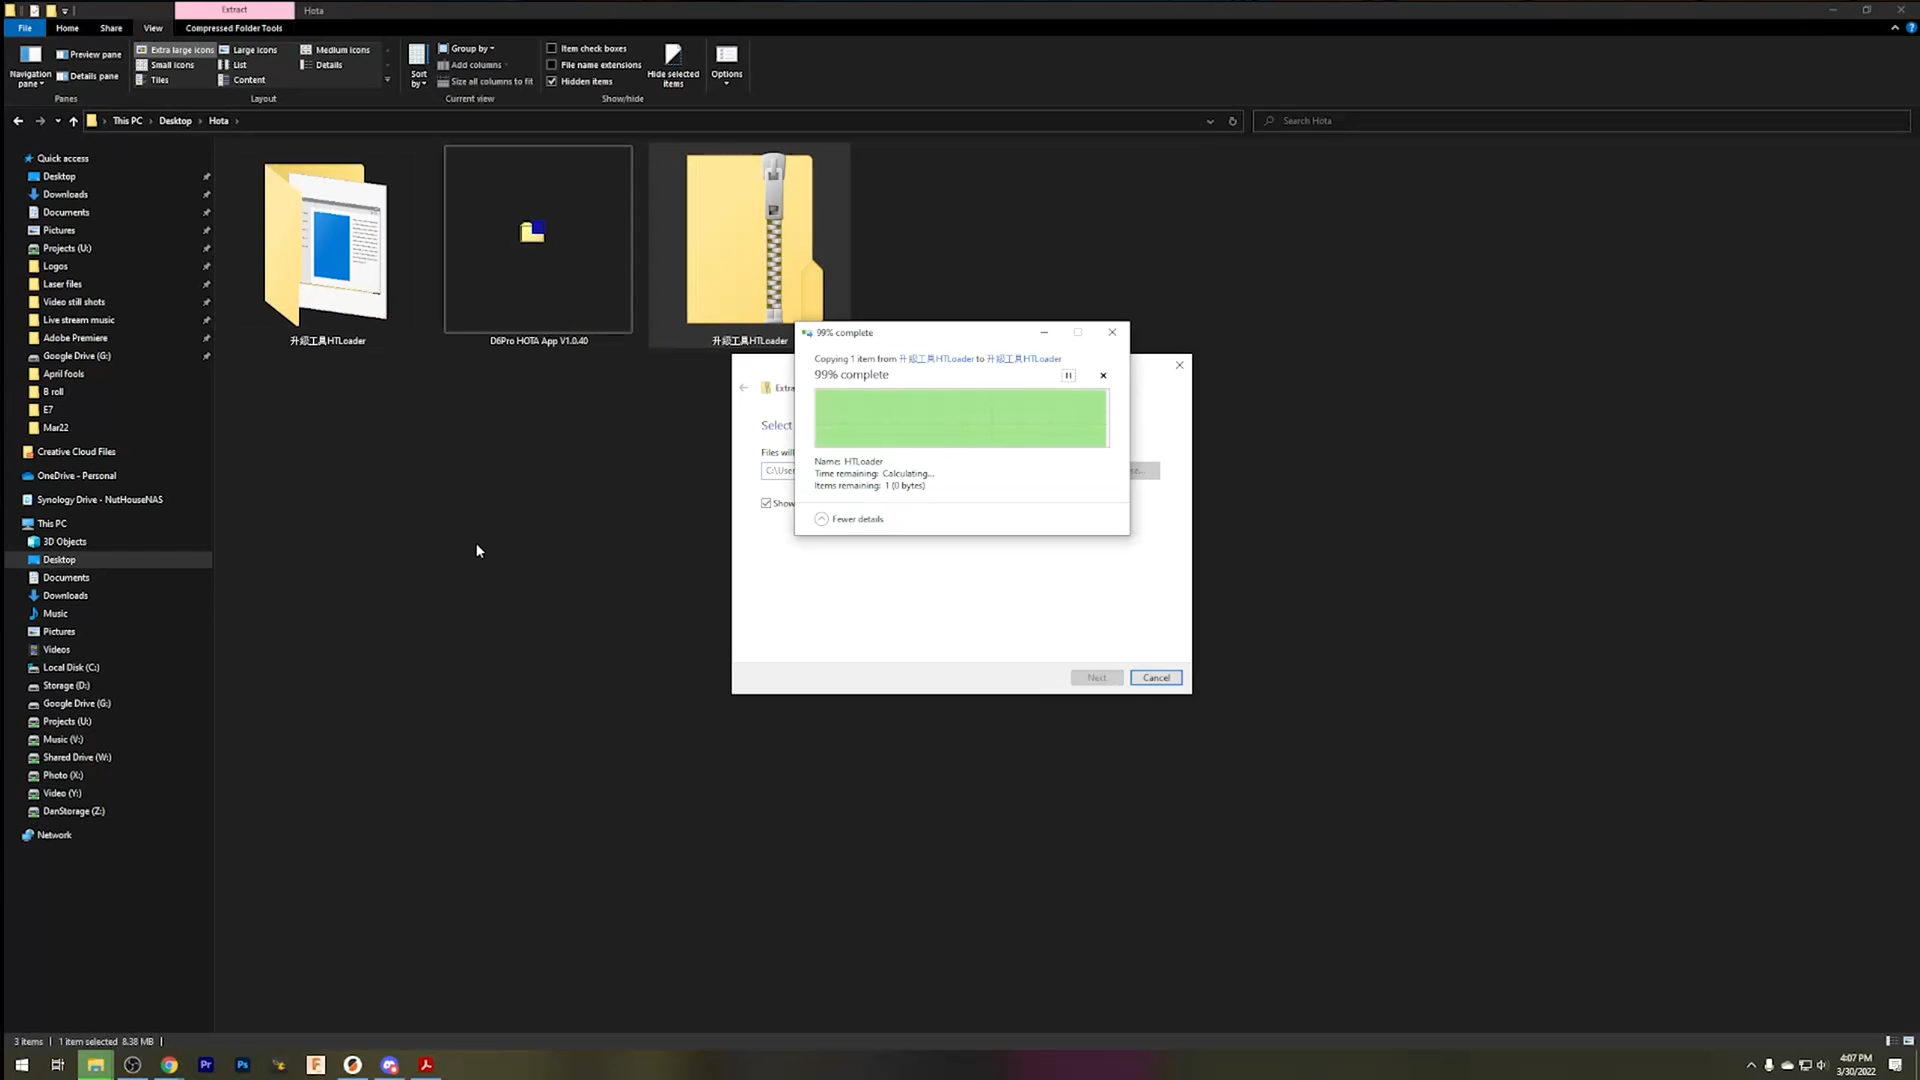 Extract
Hota
File
Home
Share
View
Compressed Folder Tools
Navigation pane
Preview pane
Details pane
Panes
Extra large icons
Large icons
Medium icons
Small icons
List
Details
Tiles
Content
Layout
Sort by
Group by
Add columns
Size all columns to fit
Current view
Item check boxes
File name extensions
Hidden items
Hide selected items
Show/hide
Options
This PC
Desktop
Hota
Search Hota
Quick access
Desktop
Downloads
Documents
Pictures
Projects (U:)
Logos
Laser files
Video still shots
Live stream music
Adobe Premiere
Google Drive (G:)
April fools
B roll
E7
Mar22
Creative Cloud Files
OneDrive - Personal
Synology Drive - NutHouseNAS
This PC
3D Objects
Desktop
Documents
Downloads
Music
Pictures
Videos
Local Disk (C:)
Storage (D:)
Google Drive (G:)
Projects (U:)
Music (V:)
Shared Drive (W:)
Photo (X:)
Video (Y:)
DanStorage (Z:)
Network
升级工具HTLoader
D6Pro HOTA App V1.0.40
升级工具HTLoader
99% complete
Copying 1 item from 升级工具HTLoader to 升级工具HTLoader
99% complete
Name: HTLoader
Time remaining: Calculating...
Items remaining: 1 (0 bytes)
Fewer details
Extra
Select
Files will
C:\User
Show
Next
Cancel
3 items
1 item selected 8.38 MB
Pr
Ps
F
4:07 PM
3/30/2022